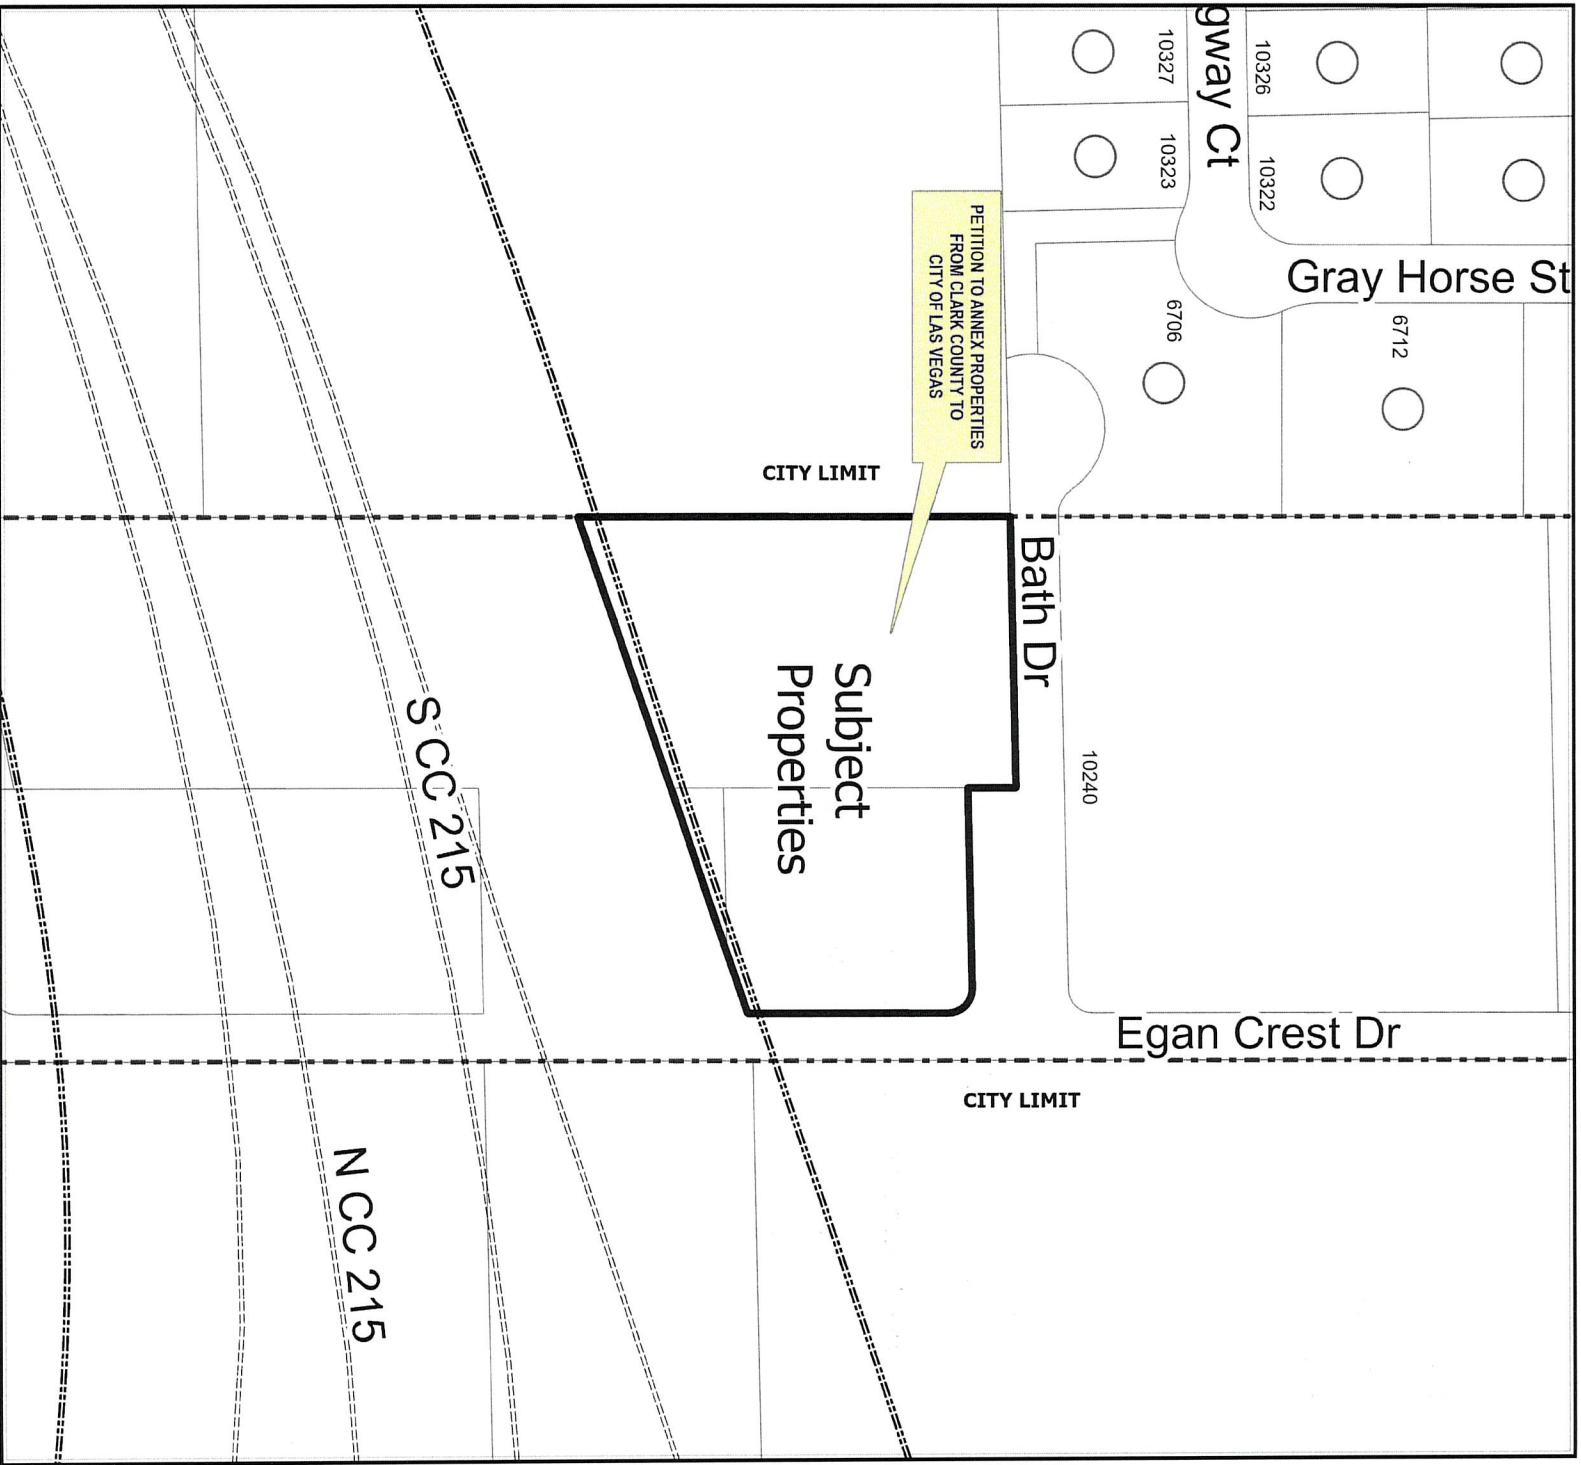 gway Ct
10327
10326
10323
10322
Gray Horse St
6706
6712
PETITION TO ANNEX PROPERTIES
FROM CLARK COUNTY TO
CITY OF LAS VEGAS
CITY LIMIT
Bath Dr
Subject
Properties
10240
S CC 215
Egan Crest Dr
CITY LIMIT
N CC 215